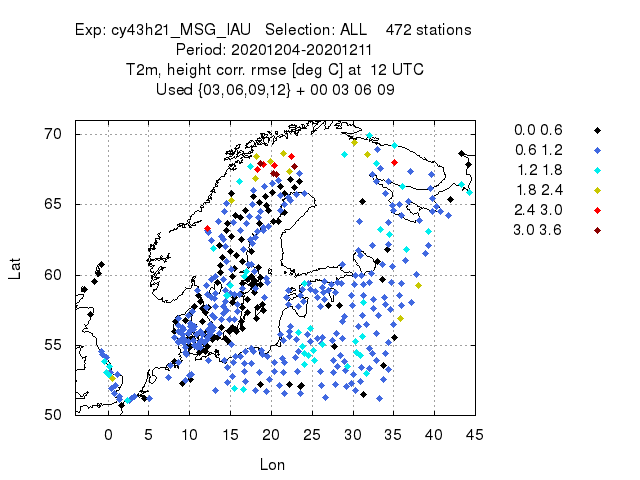 Exp: cy43h21_MSG_IAU   Selection: ALL    472 stations
Period: 20201204-20201211
T2m, height corr. rmse [deg C] at  12 UTC
Used {03,06,09,12} + 00 03 06 09
70
65
60
55
50
Lat
0 5 10 15 20 25 30 35 40 45
Lon
0.0 0.6
0.6 1.2
1.2 1.8
1.8 2.4
2.4 3.0
3.0 3.6